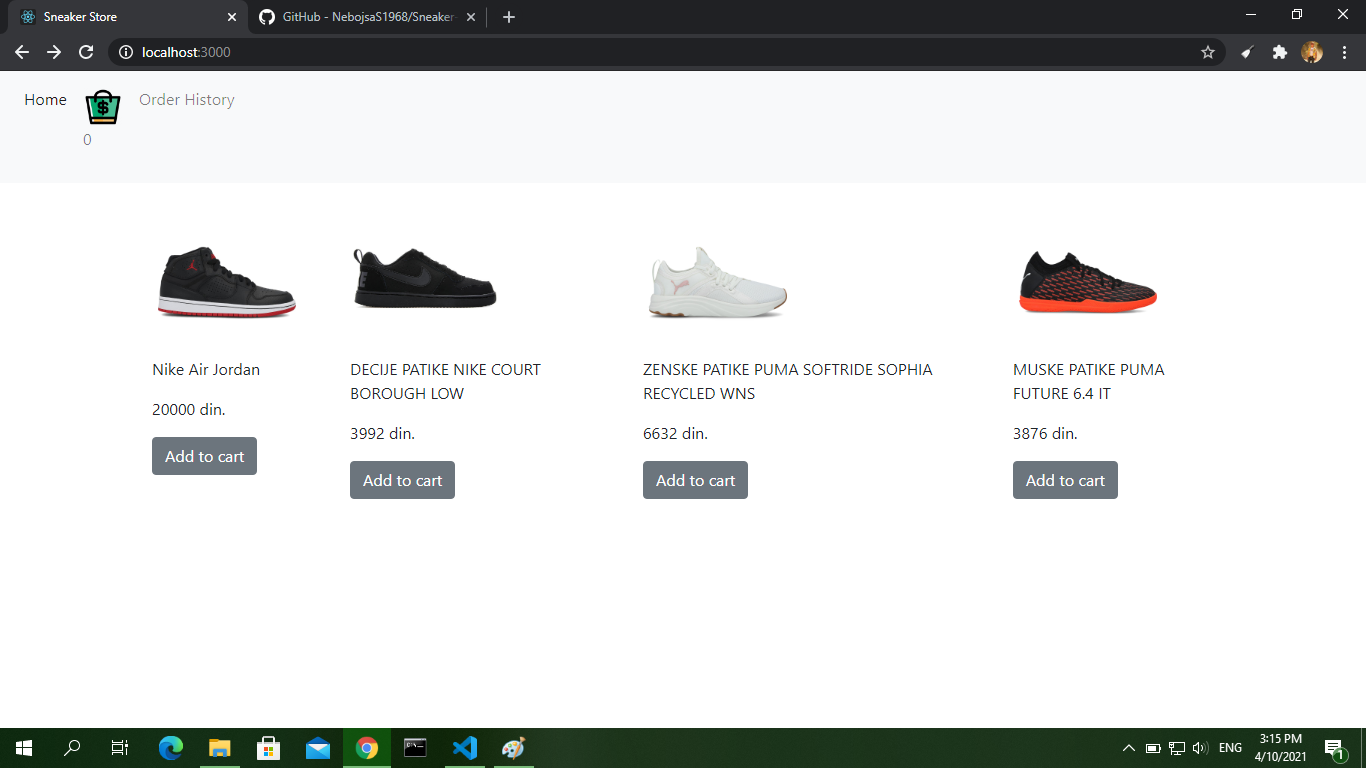 Sneaker Store
GitHub - NebojsaS1968/Sneaker-
localhost:3000
Home
$
Order History
0
Nike Air Jordan
20000 din.
Add to cart
DECIJE PATIKE NIKE COURT
BOROUGH LOW
3992 din.
Add to cart
ZENSKE PATIKE PUMA SOFTRIDE SOPHIA
RECYCLED WNS
6632 din.
Add to cart
MUSKE PATIKE PUMA
FUTURE 6.4 IT
3876 din.
Add to cart
ENG
3:15 PM
4/10/2021
1